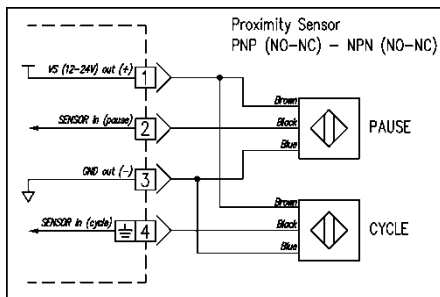 Proximity Sensor
PNP (NO-NC) - NPN (NO-NC)
VS (12-24V) out (+)
1
SENSOR in (pause)
2
GND out (-)
3
SENSOR in (cycle)
4
Brown
Black
Blue
PAUSE
Brown
Black
Blue
CYCLE